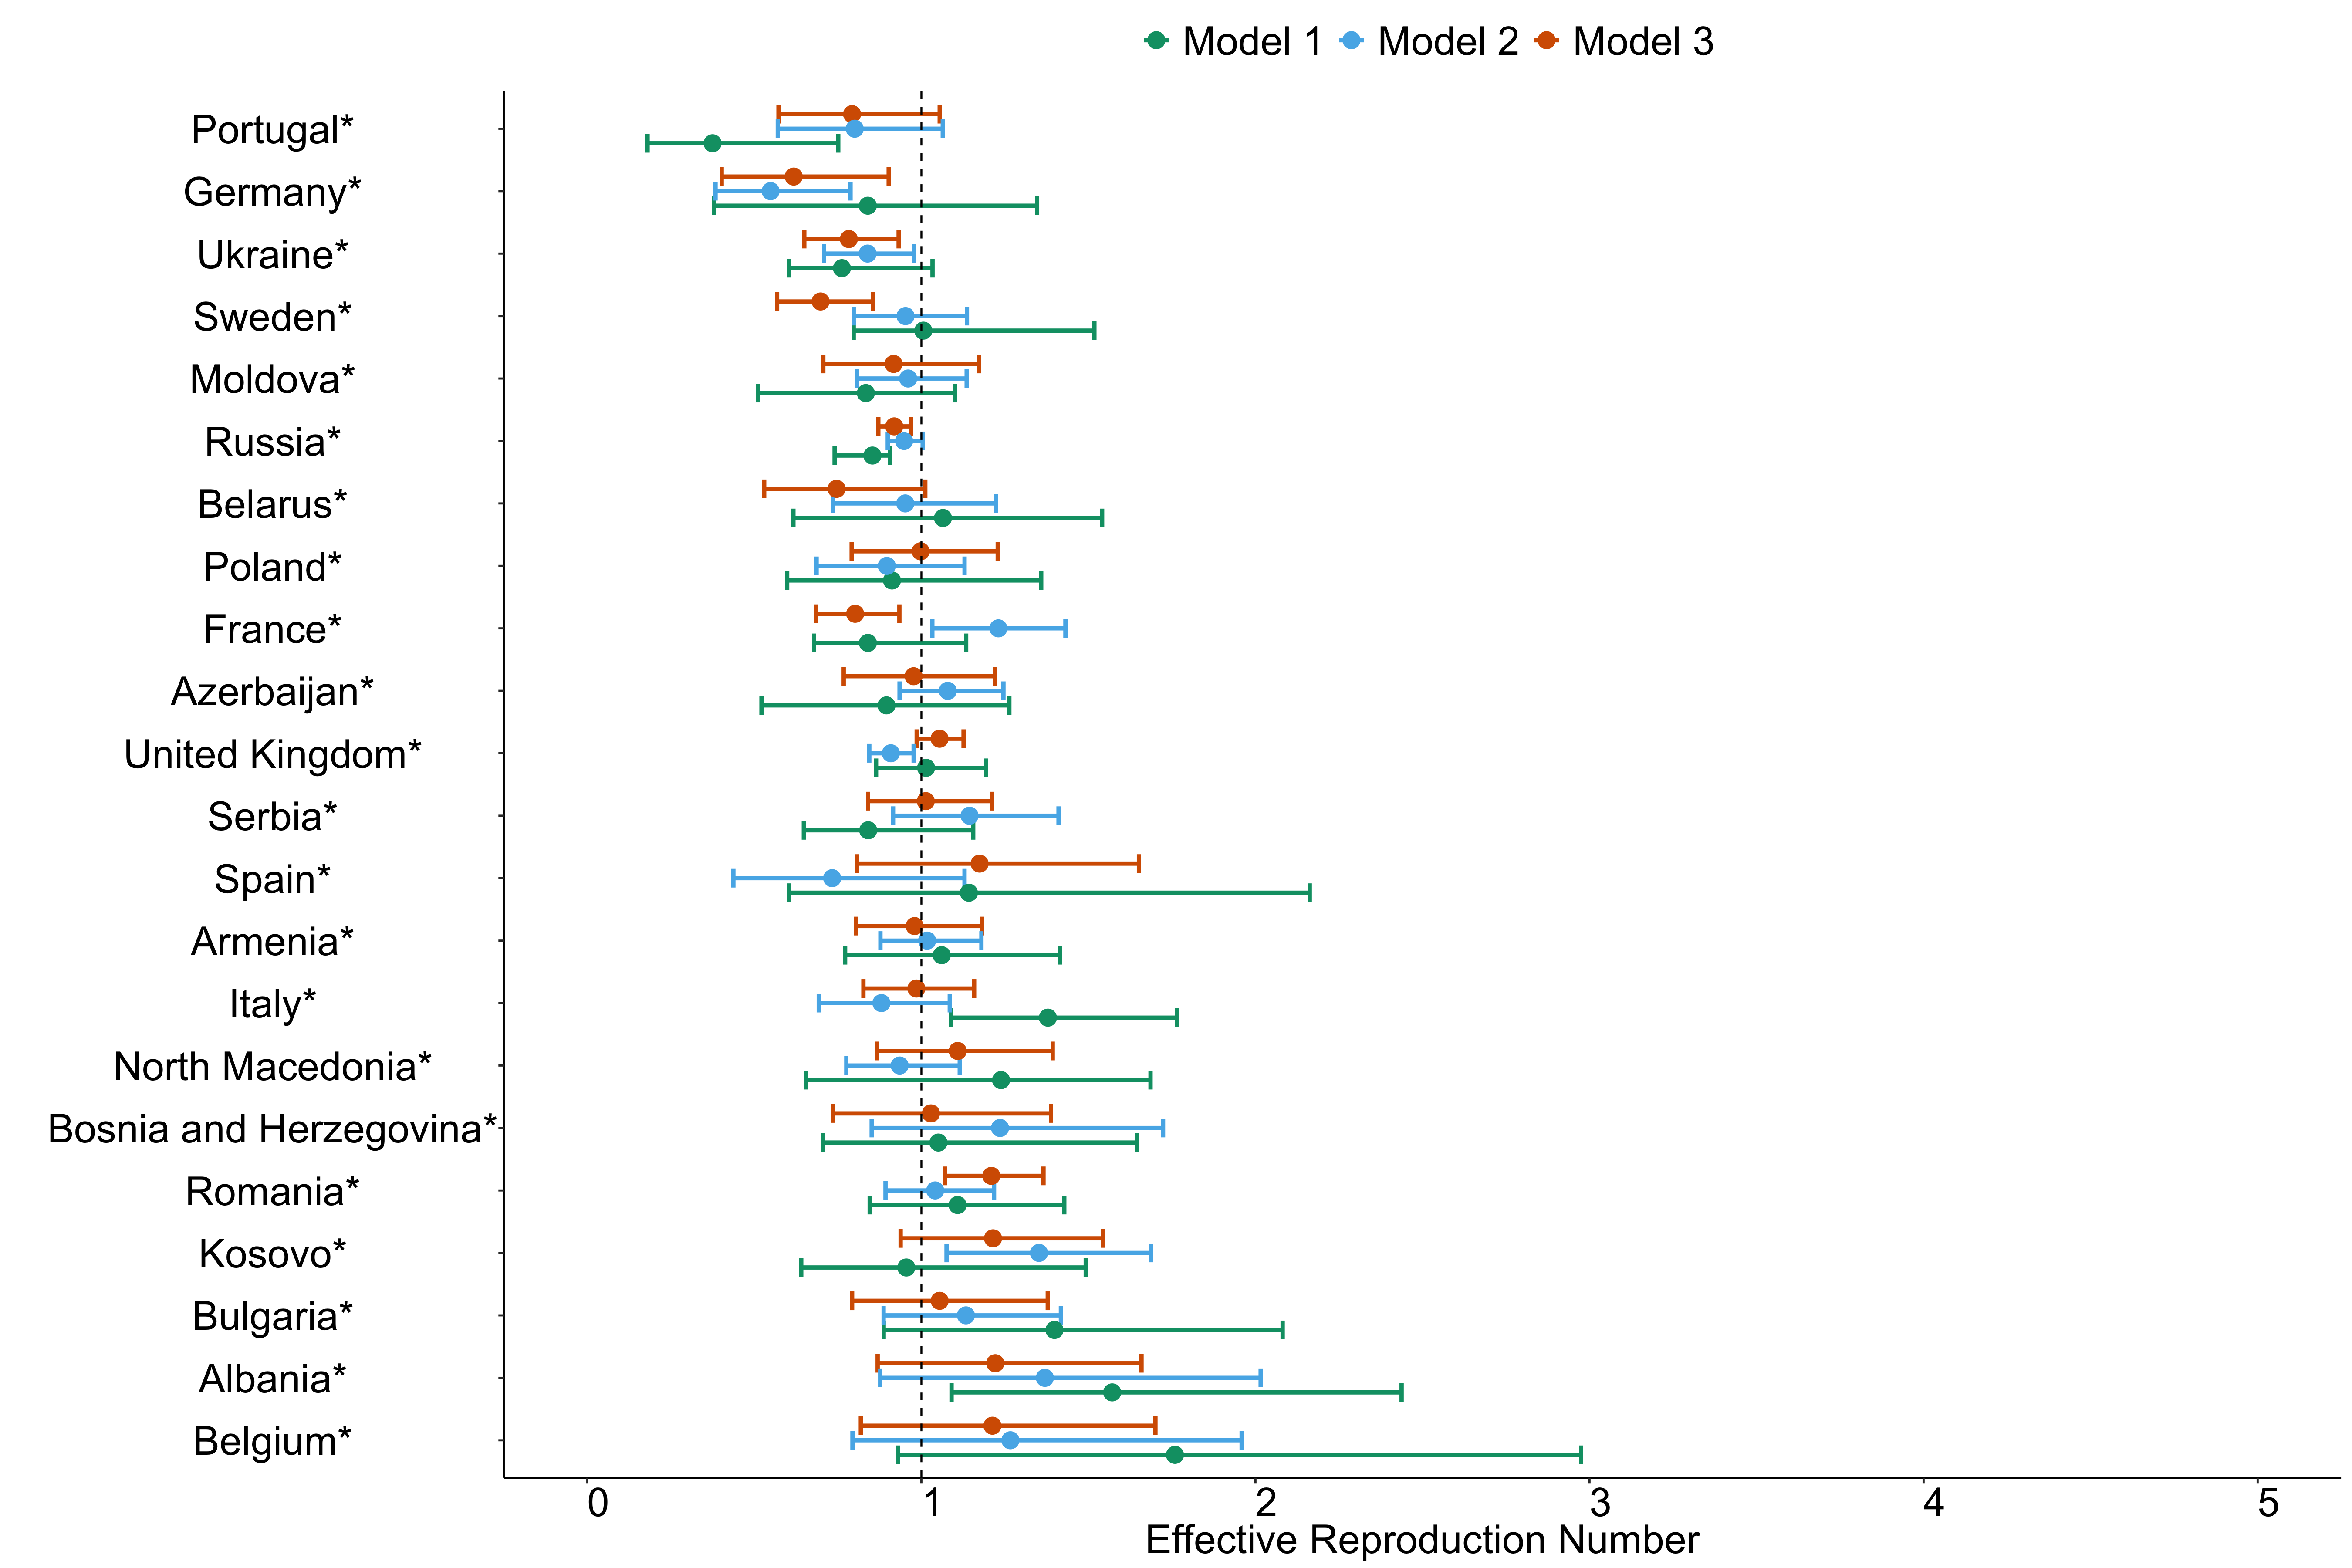 Model 1 Model 2 Model 3
Portugal*
Germany*
Ukraine*
Sweden*
Moldova*
Russia*
Belarus*
Poland*
France*
Azerbaijan*
United Kingdom*
Serbia*
Spain*
Armenia*
Italy*
North Macedonia*
Bosnia and Herzegovina*
Romania*
Kosovo*
Bulgaria*
Albania*
Belgium*
0 1 2 3 4 5
Effective Reproduction Number